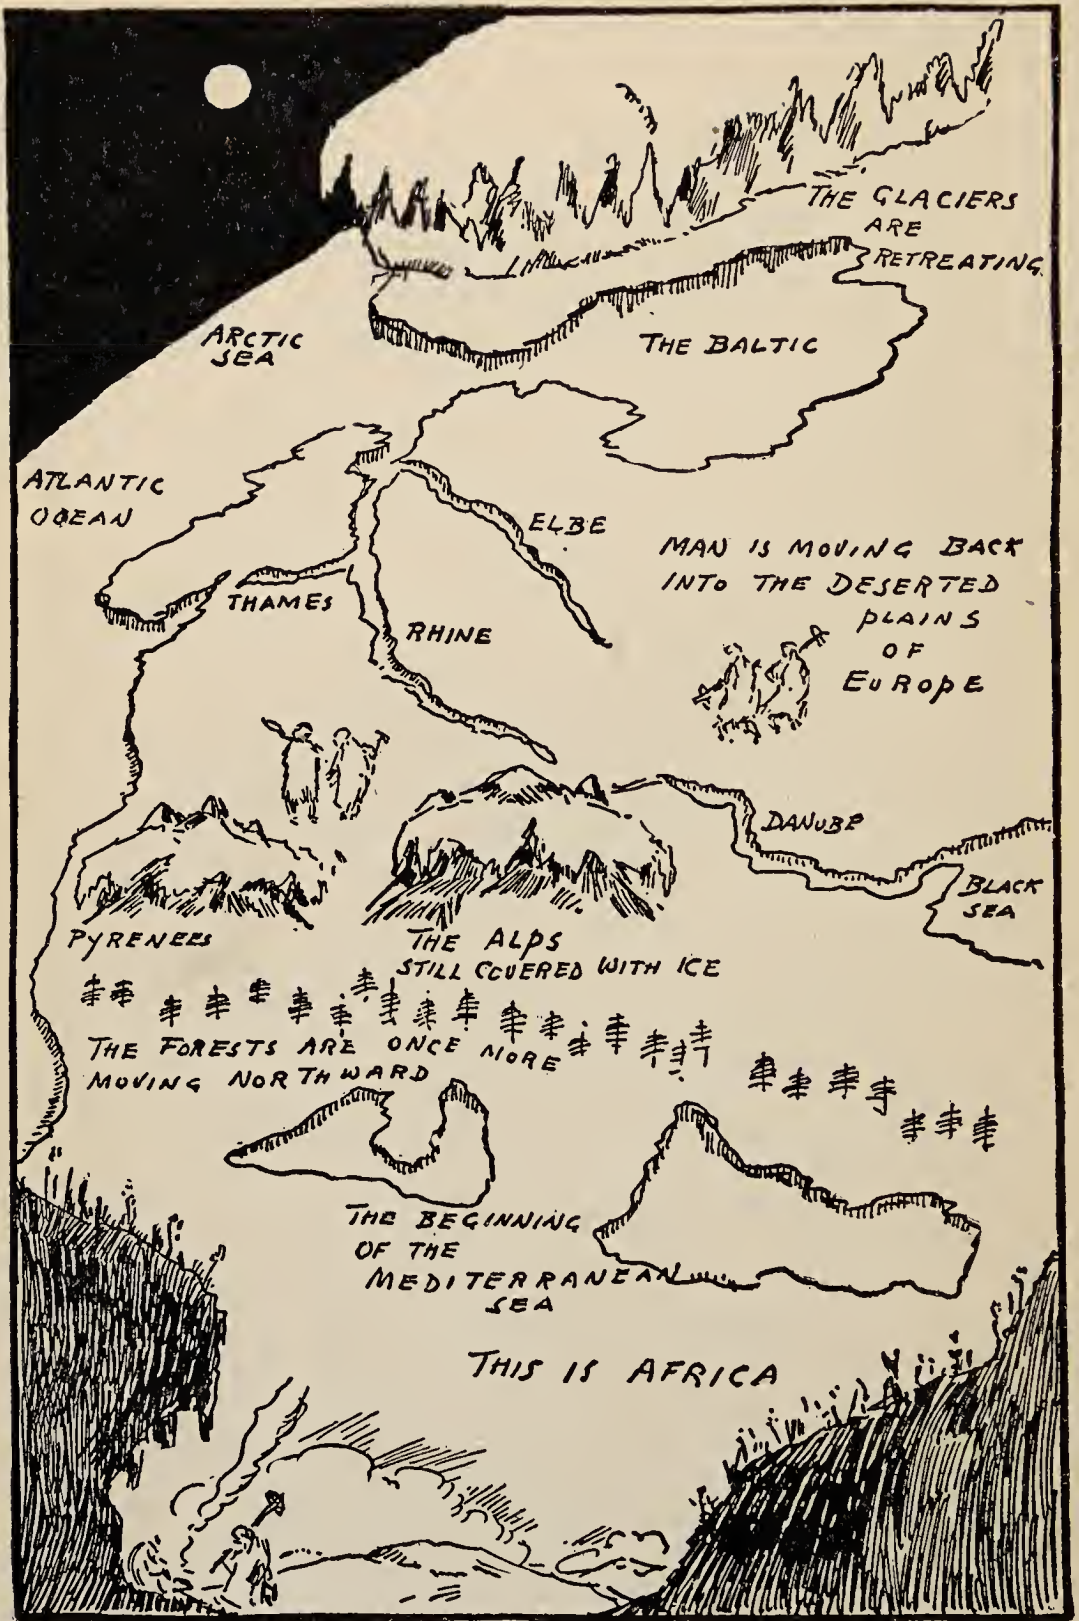 THE GLACIERS
ARE
RETREATING.
ARCTIC
SEA
THE BALTIC
ATLANTIC
OCEAN
ELBE
MAN IS MOVING BACK
INTO THE DESERTED
PLAINS
OF
EUROPE
THAMES
RHINE
DANUBE
BLACK
SEA
PYRENEES
THE ALPS
STILL COVERED WITH ICE
THE FORESTS ARE ONCE MORE
MOVING NORTHWARD
THE BEGINNING
OF THE
MEDITERRANEAN
SEA
THIS IS AFRICA